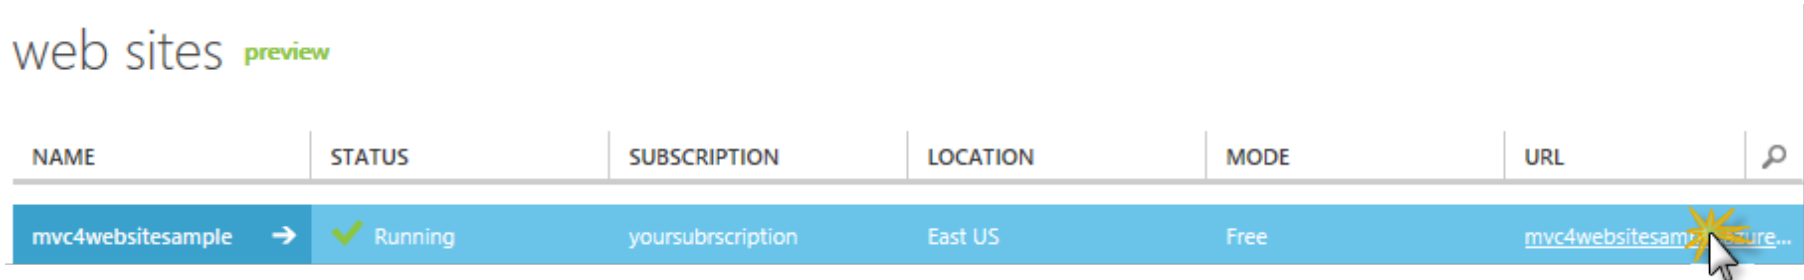 web sites preview
NAME STATUS SUBSCRIPTION LOCATION MODE URL
mvc4websitesample Running yoursubrscription East US Free